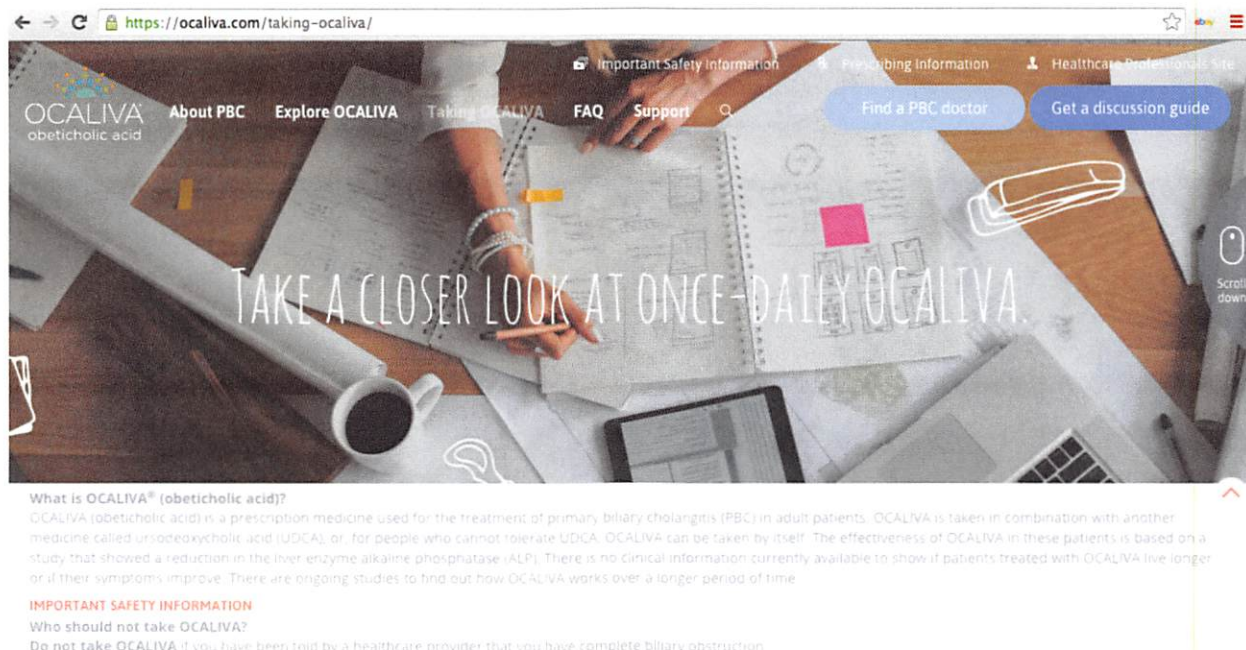 https://ocaliva.com/taking-ocaliva/
ebay
Important Safety Information
Prescribing Information
Healthcare Professionals Site
OCALIVA
obeticholic acid
About PBC
Explore OCALIVA
Taking OCALIVA
FAQ
Support
Find a PBC doctor
Get a discussion guide
TAKE A CLOSER LOOK AT ONCE-DAILY OCALIVA.
Scroll
down
What is OCALIVA® (obeticholic acid)?
OCALIVA (obeticholic acid) is a prescription medicine used for the treatment of primary biliary cholangitis (PBC) in adult patients. OCALIVA is taken in combination with another
medicine called ursodeoxycholic acid (UDCA), or, for people who cannot tolerate UDCA, OCALIVA can be taken by itself. The effectiveness of OCALIVA in these patients is based on a
study that showed a reduction in the liver enzyme alkaline phosphatase (ALP). There is no clinical information currently available to show if patients treated with OCALIVA live longer
or if their symptoms improve. There are ongoing studies to find out how OCALIVA works over a longer period of time
IMPORTANT SAFETY INFORMATION
Who should not take OCALIVA?
Do not take OCALIVA if you have been told by a healthcare provider that you have complete biliary obstruction